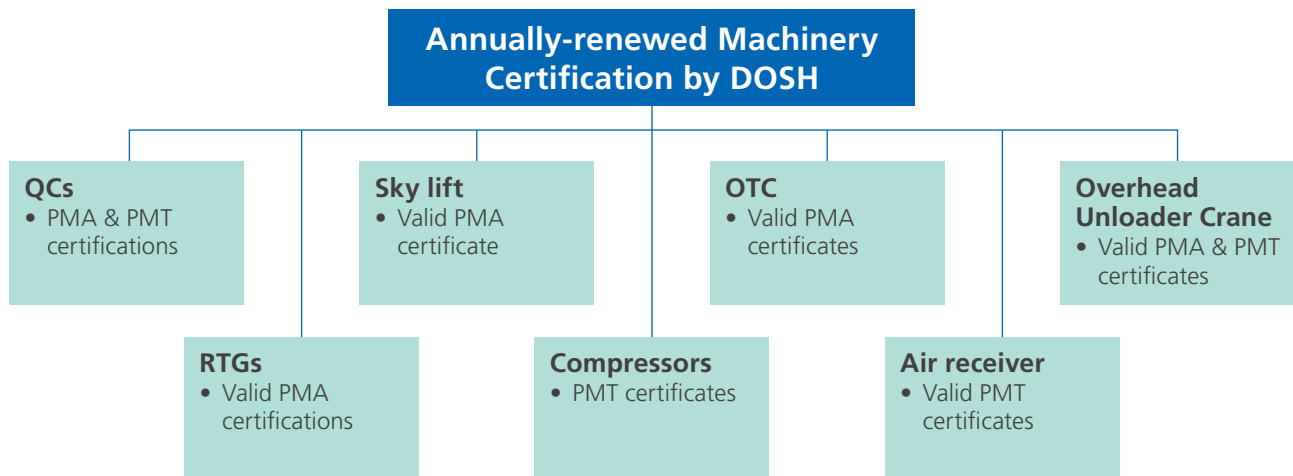 Annually-renewed Machinery
Certification by DOSH
QCs
• PMA & PMT
certifications
Sky lift
• Valid PMA
certificate
OTC
• Valid PMA
certificates
Overhead
Unloader Crane
• Valid PMA & PMT
certificates
RTGs
• Valid PMA
certifications
Compressors
• PMT certificates
Air receiver
• Valid PMT
certificates